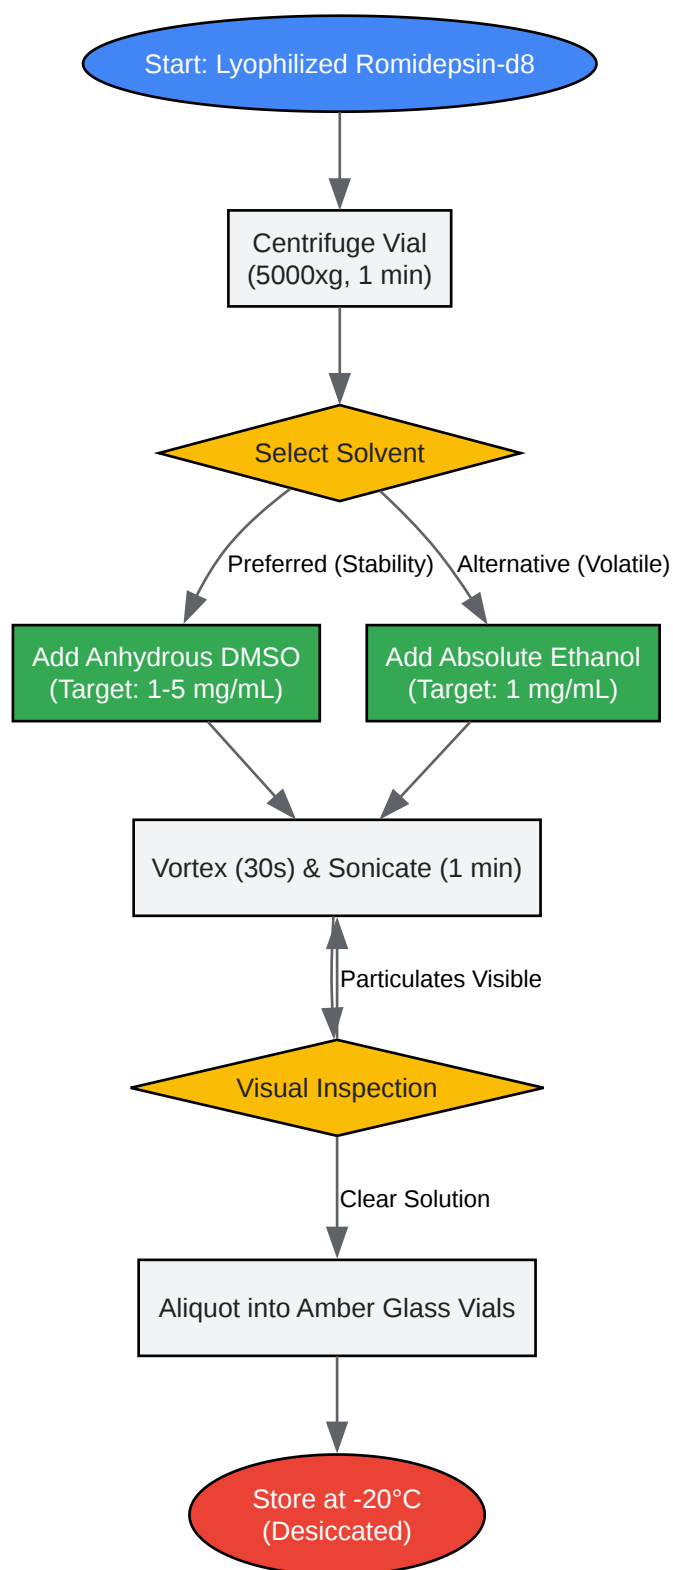 Start: Lyophilized Romidepsin-d8
Centrifuge Vial
(5000xg, 1 min)
Select Solvent
Preferred (Stability)
Alternative (Volatile)
Add Anhydrous DMSO
(Target: 1-5 mg/mL)
Add Absolute Ethanol
(Target: 1 mg/mL)
Vortex (30s) & Sonicate (1 min)
Particulates Visible
Visual Inspection
Clear Solution
Aliquot into Amber Glass Vials
Store at -20°C
(Desiccated)